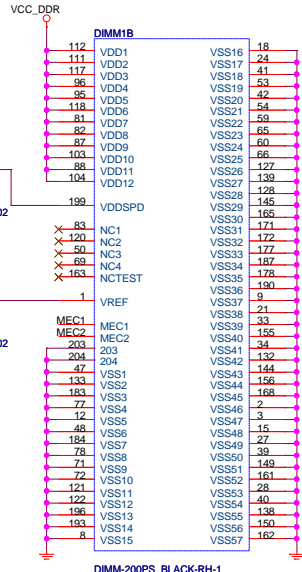 VCC_DDR
DIMM1B
112 VDD1
111 VDD2
117 VDD3
96 VDD4
95 VDD5
118 VDD6
81 VDD7
82 VDD8
87 VDD9
103 VDD10
88 VDD11
104 VDD12
199 VDDSPD
02
83 NC1
120 NC2
50 NC3
69 NC4
163 NCTEST
1 VREF
MEC1 MEC1
MEC2 MEC2
02
203 203
204 204
47 VSS1
133 VSS2
183 VSS3
77 VSS4
12 VSS5
48 VSS6
184 VSS7
78 VSS8
71 VSS9
72 VSS10
121 VSS11
122 VSS12
196 VSS13
193 VSS14
8 VSS15
VSS16 18
VSS17 24
VSS18 41
VSS19 53
VSS20 42
VSS21 54
VSS22 59
VSS23 65
VSS24 60
VSS25 66
VSS26 127
VSS27 139
VSS28 128
VSS29 145
VSS30 165
VSS31 171
VSS32 172
VSS33 177
VSS34 187
VSS35 178
VSS36 190
VSS37 9
VSS38 21
VSS39 33
VSS40 155
VSS41 34
VSS42 132
VSS43 144
VSS44 156
VSS45 168
VSS46 2
VSS47 3
VSS48 15
VSS49 27
VSS50 39
VSS51 149
VSS52 161
VSS53 28
VSS54 40
VSS55 138
VSS56 150
VSS57 162
DIMM-200PS_BLACK-RH-1